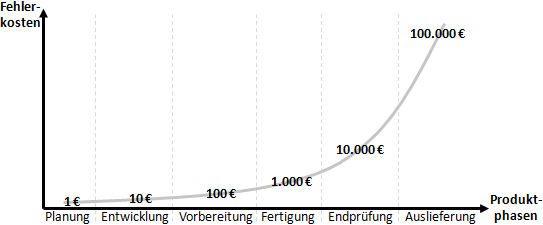 Fehler-
kosten
100.000 €
10.000 €
1.000 €
100 €
10 €
1 €
Produkt-
phasen
Planung Entwicklung Vorbereitung Fertigung Endprüfung Auslieferung